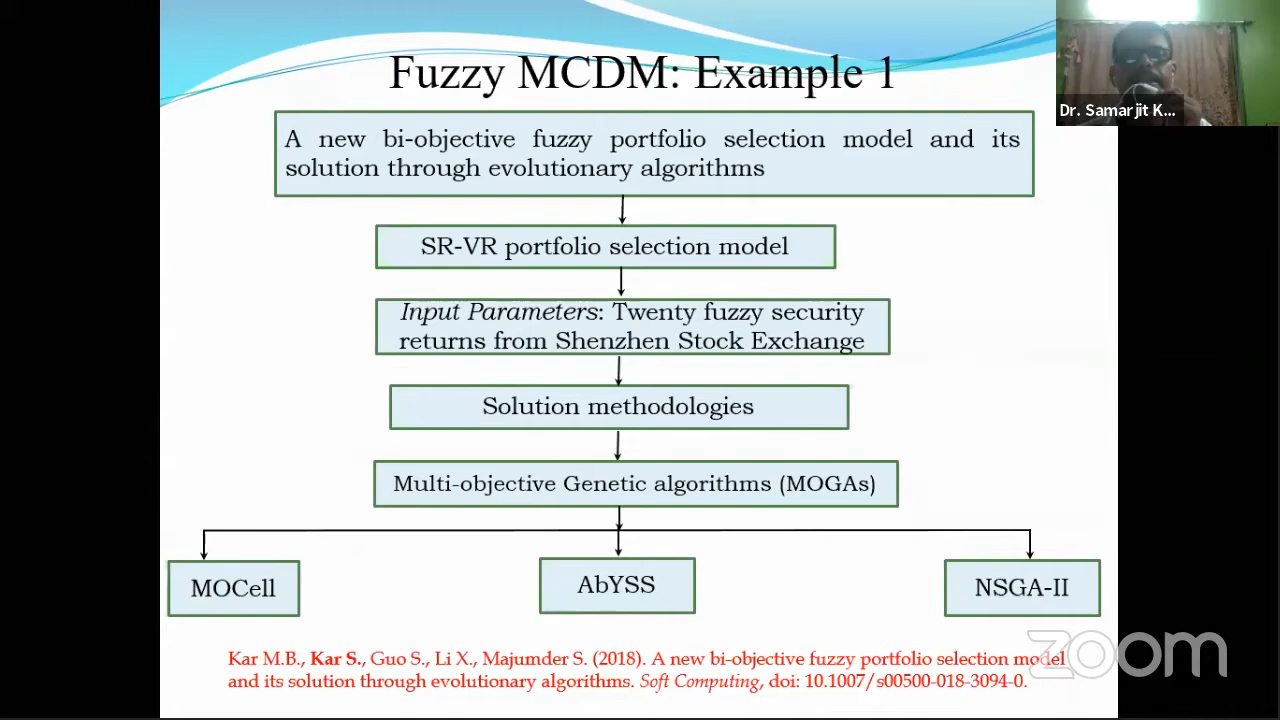 Fuzzy MCDM: Example 1
Dr. Samarjit K...
A new bi-objective fuzzy portfolio selection model and its
solution through evolutionary algorithms
SR-VR portfolio selection model
Input Parameters: Twenty fuzzy security
returns from Shenzhen Stock Exchange
Solution methodologies
Multi-objective Genetic algorithms (MOGAs)
MOCell
AbYSS
NSGA-II
Kar M.B., Kar S., Guo S., Li X., Majumder S. (2018). A new bi-objective fuzzy portfolio selection model
and its solution through evolutionary algorithms. Soft Computing, doi: 10.1007/s00500-018-3094-0.
zoom